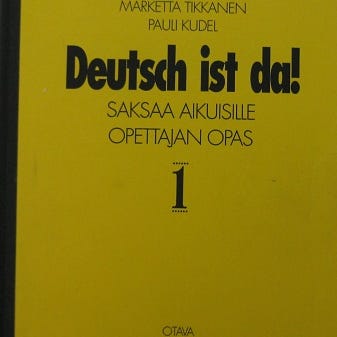 MARKETTA TIKKANEN
PAULI KUDEL
Deutsch ist da!
SAKSAA AIKUISILLE
OPETTAJAN OPAS
1
OTAVA